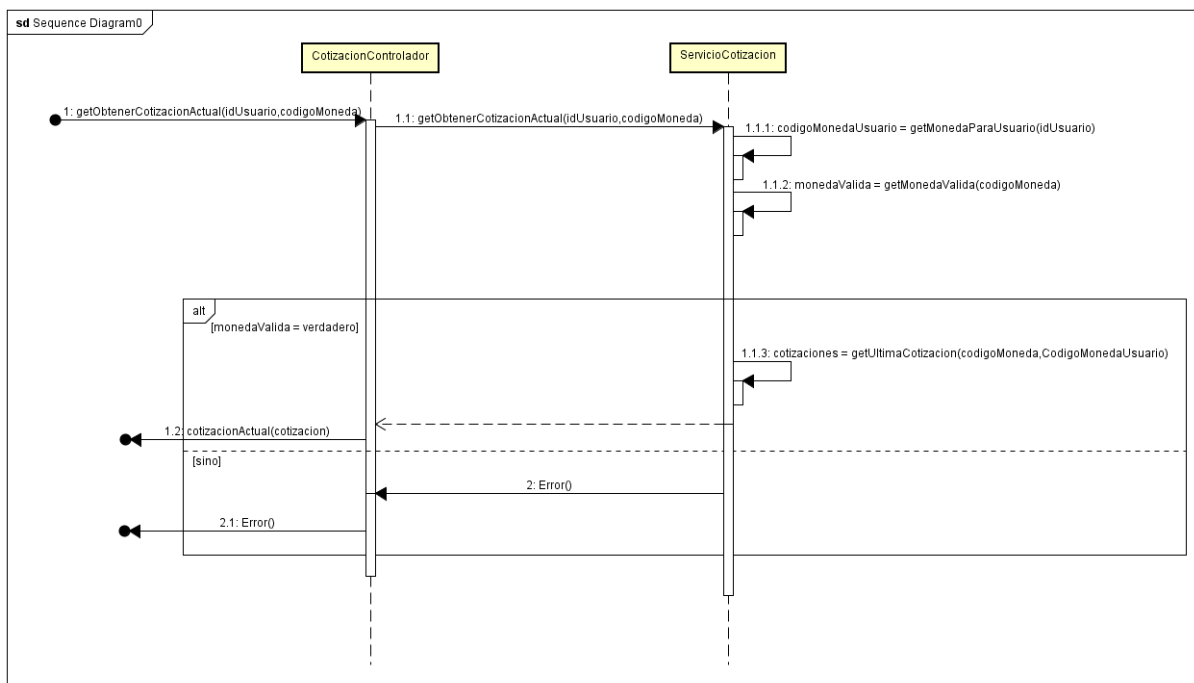 sd Sequence Diagram0
CotizacionControlador
ServicioCotizacion
1: getObtenerCotizacionActual(idUsuario,codigoMoneda)
1.1: getObtenerCotizacionActual(idUsuario,codigoMoneda)
1.1.1: codigoMonedaUsuario = getMonedaParaUsuario(idUsuario)
1.1.2: monedaValida = getMonedaValida(codigoMoneda)
alt
[monedaValida = verdadero]
1.1.3: cotizaciones = getUltimaCotizacion(codigoMoneda,CodigoMonedaUsuario)
1.2: cotizacionActual(cotizacion)
[sino]
2: Error()
2.1: Error()